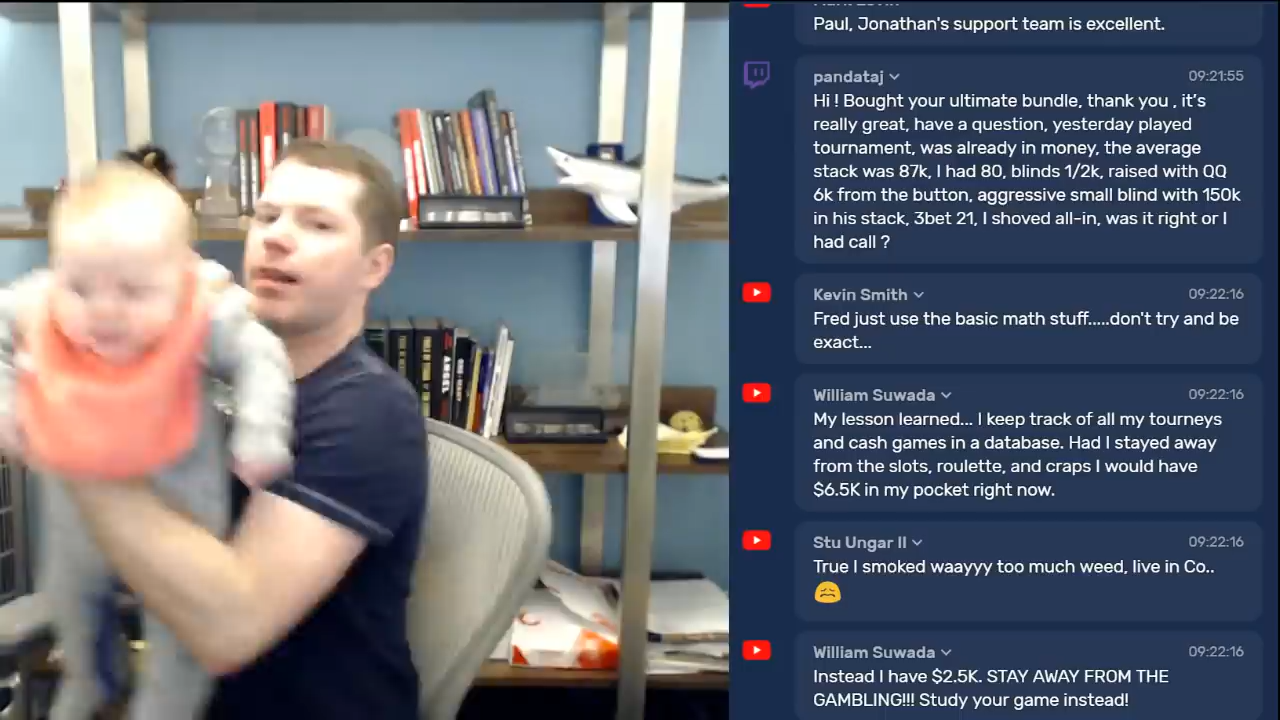 Paul, Jonathan's support team is excellent.
pandataj 09:21:55
Hi ! Bought your ultimate bundle, thank you , it's
really great, have a question, yesterday played
tournament, was already in money, the average
stack was 87k, I had 80, blinds 1/2k, raised with QQ
6k from the button, aggressive small blind with 150k
in his stack, 3bet 21, I shoved all-in, was it right or I
had call ?
Kevin Smith 09:22:16
Fred just use the basic math stuff.....don't try and be
exact...
William Suwada 09:22:16
My lesson learned... I keep track of all my tourneys
and cash games in a database. Had I stayed away
from the slots, roulette, and craps I would have
$6.5K in my pocket right now.
Stu Ungar II 09:22:16
True I smoked waayyy too much weed, live in Co..
William Suwada 09:22:16
Instead I have $2.5K. STAY AWAY FROM THE
GAMBLING!!! Study your game instead!